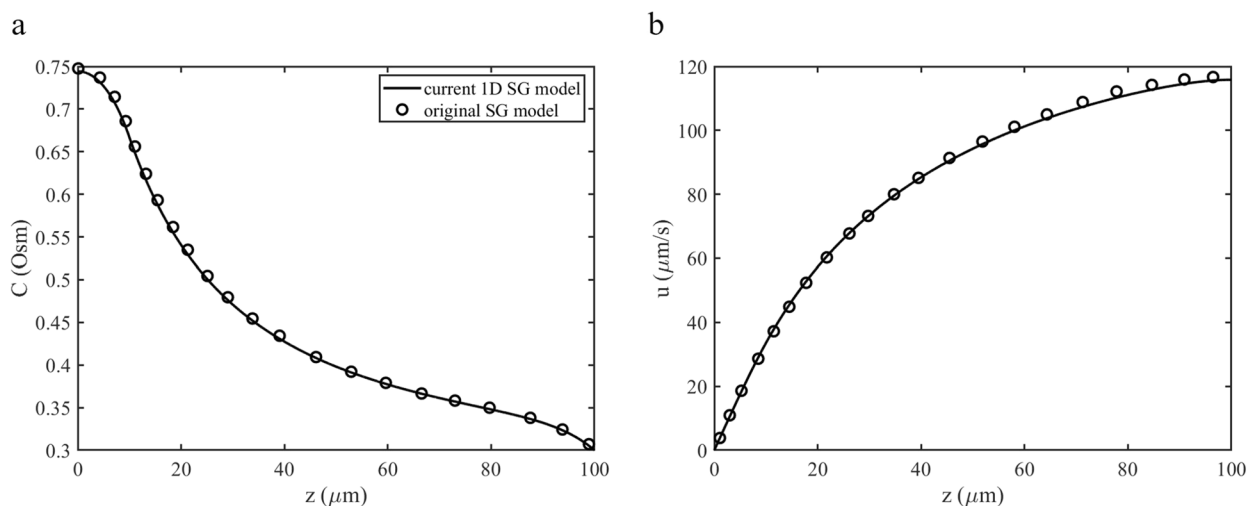 a
0.75
0.7
0.65
0.6
0.55
0.5
0.45
0.4
0.35
0.3
C (Osm)
0 20 40 60 80 100
z (μm)
current 1D SG model
original SG model
b
120
100
80
60
40
20
0
u (μm/s)
0 20 40 60 80 100
z (μm)